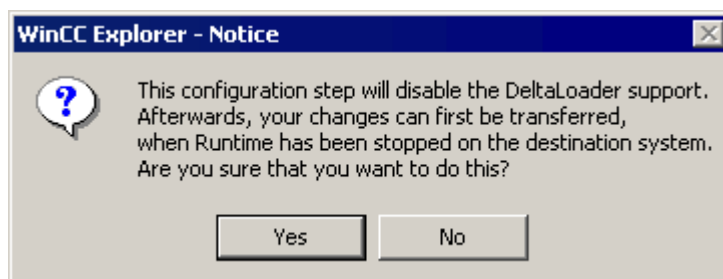 WinCC Explorer - Notice
This configuration step will disable the DeltaLoader support.
Afterwards, your changes can first be transferred,
when Runtime has been stopped on the destination system.
Are you sure that you want to do this?
Yes
No